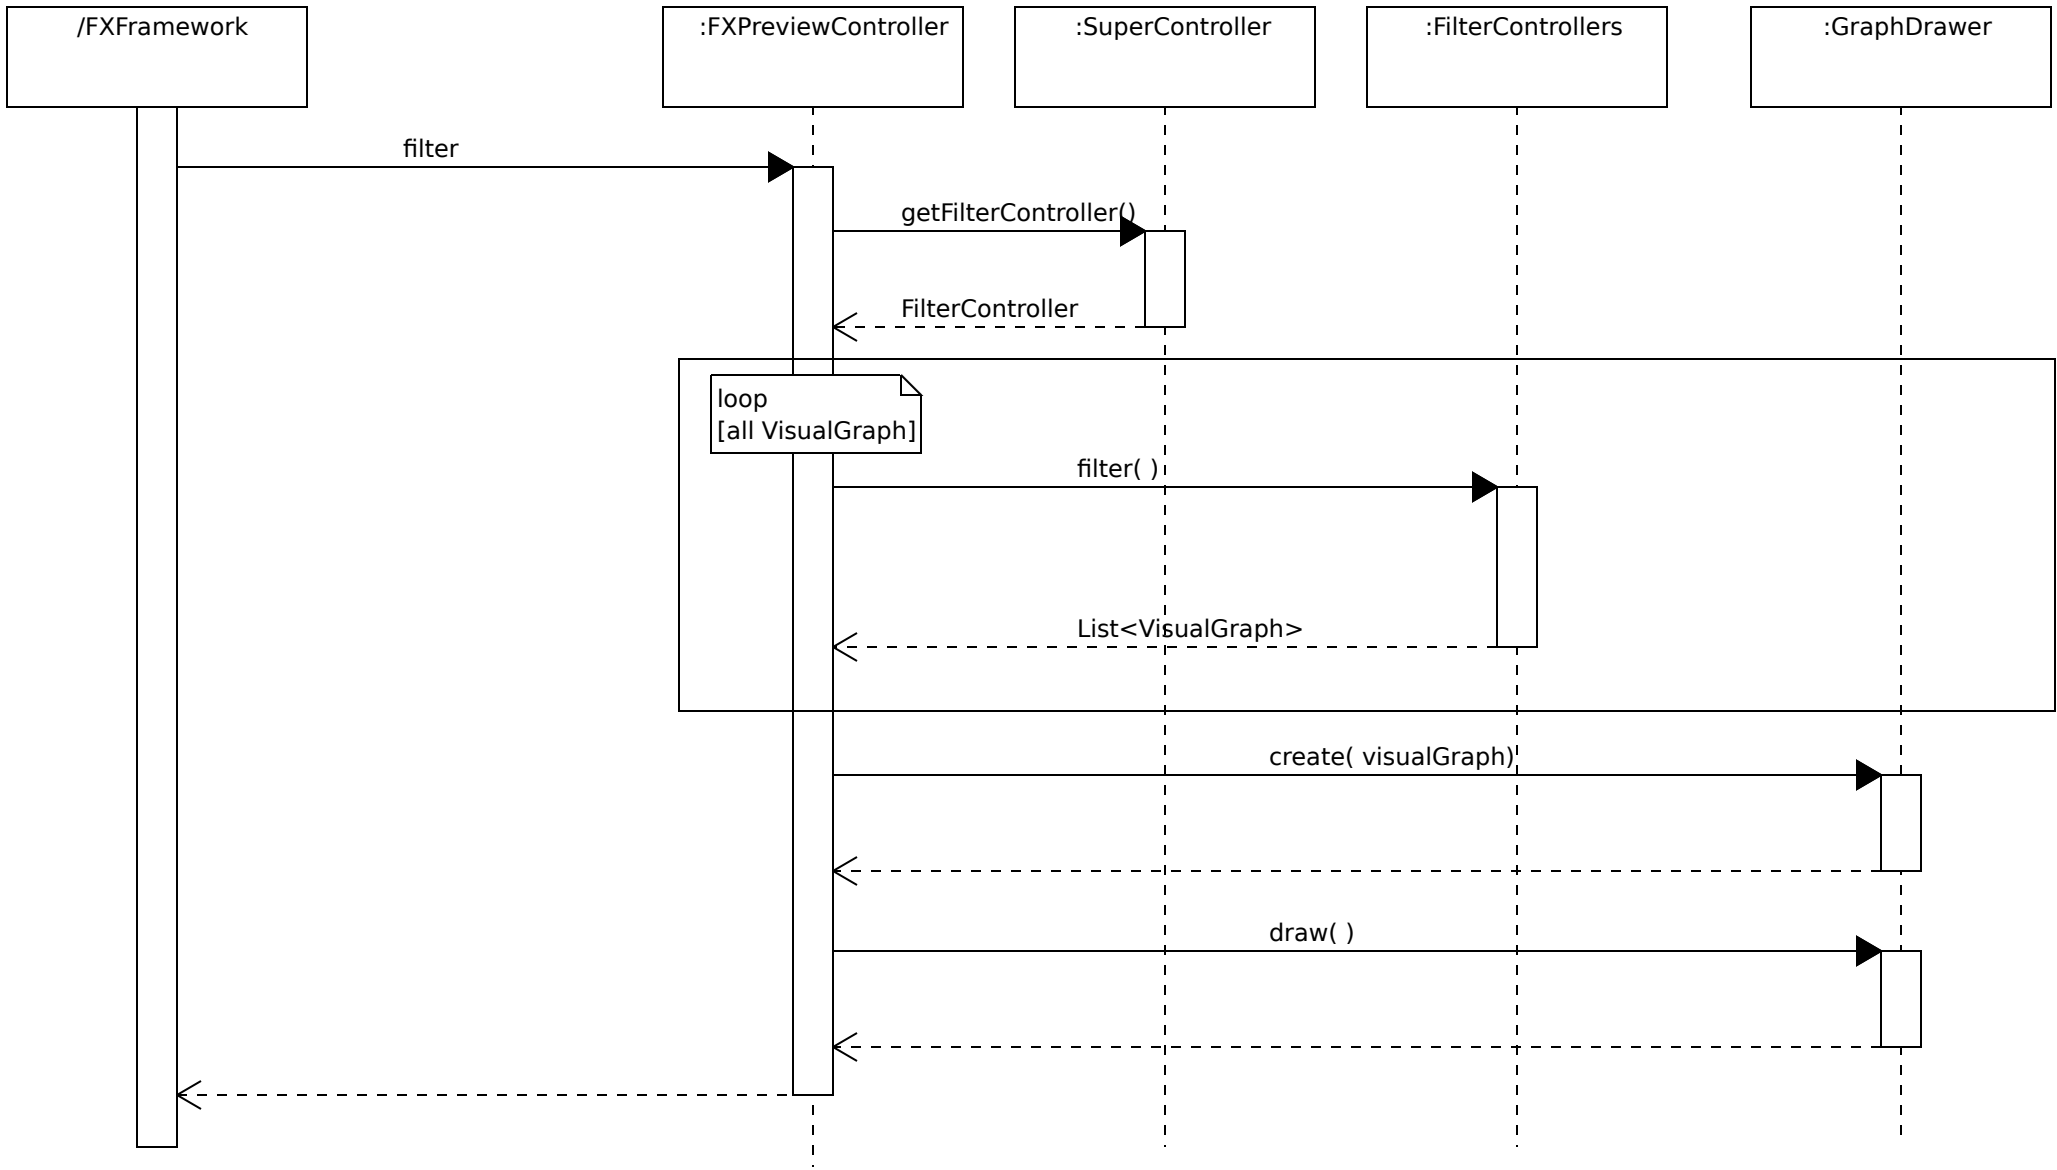 /FXFramework
:FXPreviewController
:SuperController
:FilterControllers
:GraphDrawer
filter
getFilterController()
FilterController
loop
[all VisualGraph]
filter( )
List<VisualGraph>
create( visualGraph)
draw( )